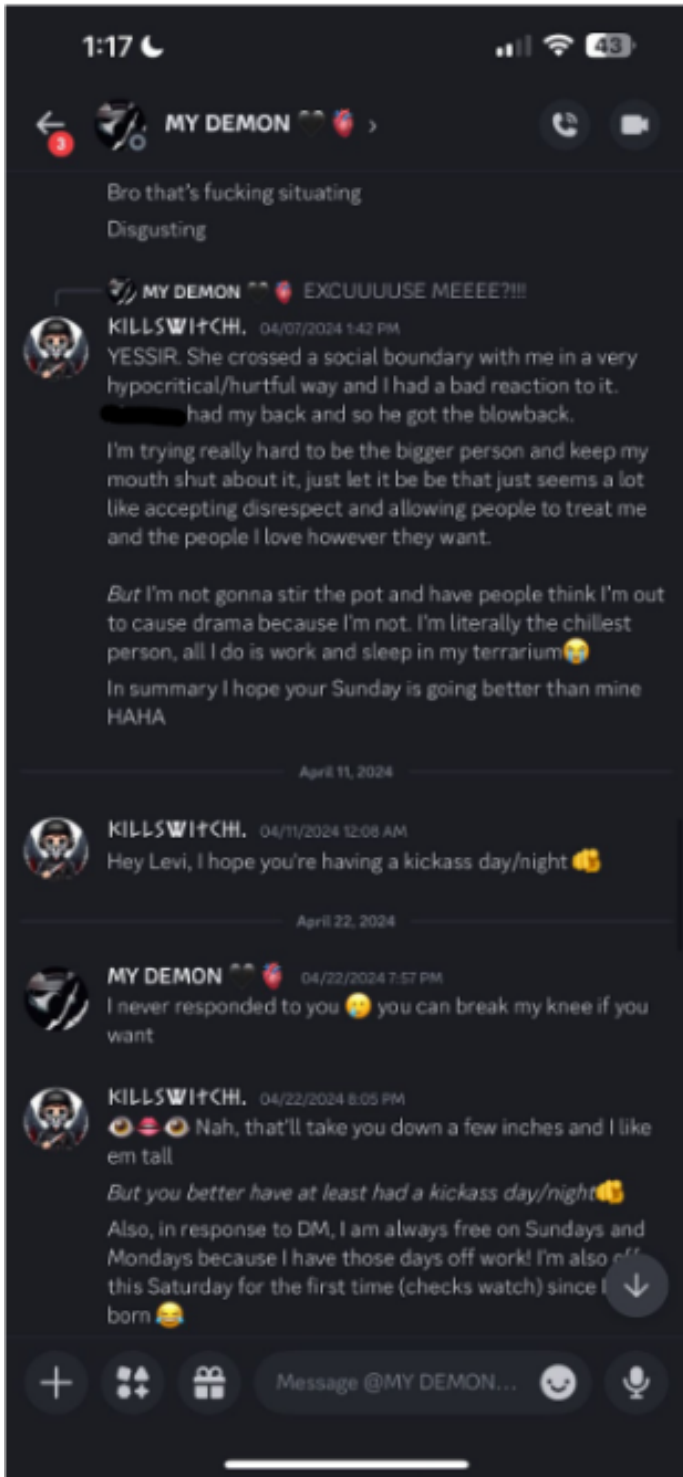 1:17
43
3
MY DEMON 🖤🫀 ›
Bro that's fucking situating
Disgusting
MY DEMON 🖤🫀 EXCUUUUSE MEEEE?!!!
KILLSWITCH. 04/07/2024 1:42 PM
YESSIR. She crossed a social boundary with me in a very
hypocritical/hurtful way and I had a bad reaction to it.
had my back and so he got the blowback.
I'm trying really hard to be the bigger person and keep my
mouth shut about it, just let it be be that just seems a lot
like accepting disrespect and allowing people to treat me
and the people I love however they want.
But I'm not gonna stir the pot and have people think I'm out
to cause drama because I'm not. I'm literally the chillest
person, all I do is work and sleep in my terrarium😭
In summary I hope your Sunday is going better than mine
HAHA
April 11, 2024
KILLSWITCH. 04/11/2024 12:08 AM
Hey Levi, I hope you're having a kickass day/night 🫵
April 22, 2024
MY DEMON 🖤🫀 04/22/2024 7:57 PM
I never responded to you 🥲 you can break my knee if you
want
KILLSWITCH. 04/22/2024 8:05 PM
👁️👄👁️ Nah, that'll take you down a few inches and I like
em tall
But you better have at least had a kickass day/night🫵
Also, in response to DM, I am always free on Sundays and
Mondays because I have those days off work! I'm also off
this Saturday for the first time (checks watch) since I
born 😂
Message @MY DEMON...